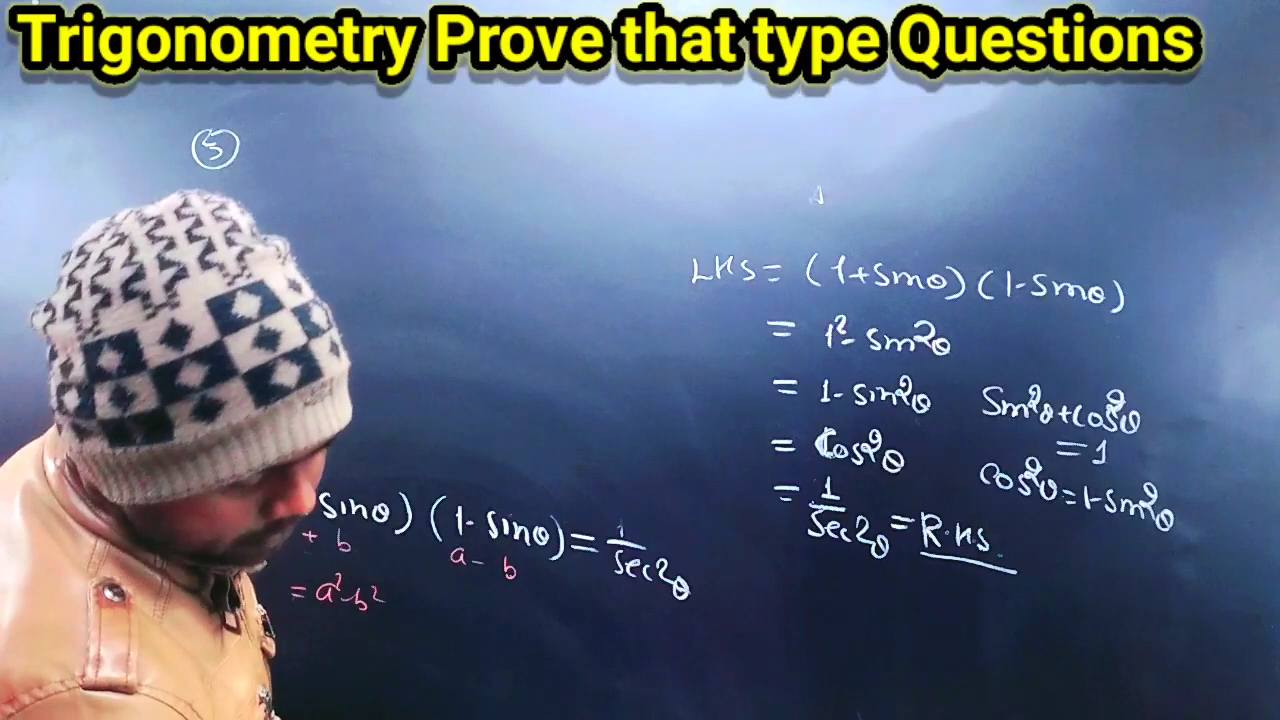 Trigonometry Prove that type Questions
5
LHS = (1+sinθ)(1-sinθ)
= 1²- sin²θ
= 1- sin²θ
sin²θ+cos²θ
= 1
= Cos²θ
cos²θ=1-sin²θ
= 1/sec²θ = R.H.S.
sinθ) (1- sinθ) = 1/sec²θ
+ b a - b
= a²-b²